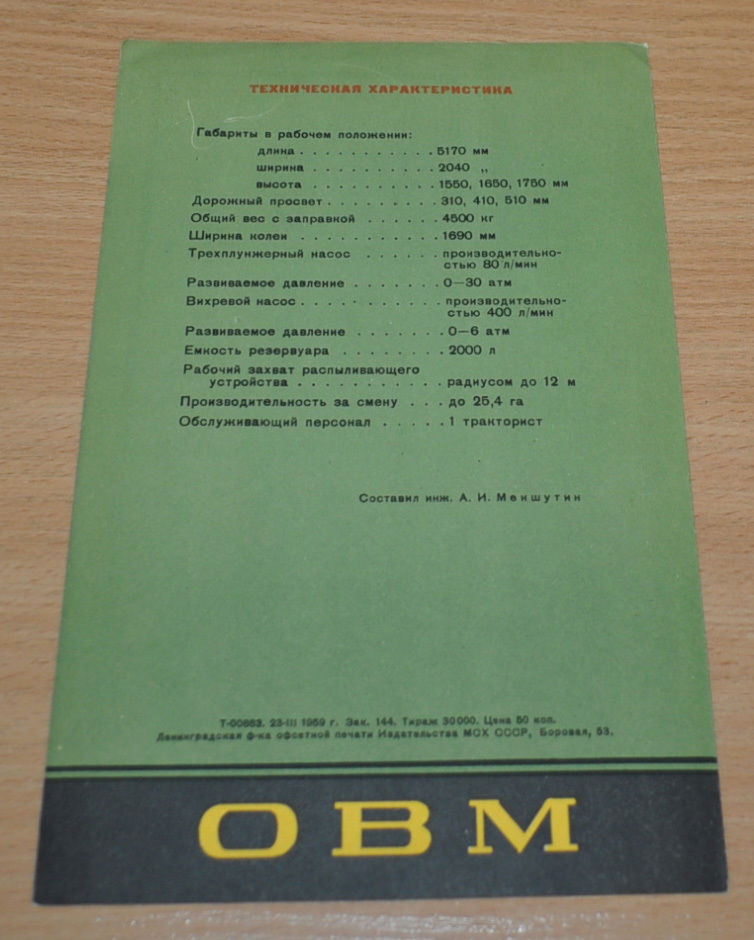 ТЕХНИЧЕСКАЯ ХАРАКТЕРИСТИКА
Габариты в рабочем положении:
длина . . . . . . . . . . . 5170 мм
ширина . . . . . . . . . . 2040 „
высота . . . . . . . . . . 1550, 1650, 1750 мм
Дорожный просвет . . . . . . . . . 310, 410, 510 мм
Общий вес с заправкой . . . . . . 4500 кг
Ширина колеи . . . . . . . . . . . 1690 мм
Трехплунжерный насос . . . . . . производительно-
стью 80 л/мин
Развиваемое давление . . . . . . . 0—30 атм
Вихревой насос . . . . . . . . . . . производительно-
стью 400 л/мин
Развиваемое давление . . . . . . . 0—6 атм
Емкость резервуара . . . . . . . . 2000 л
Рабочий захват распыливающего
устройства . . . . . . . . . . . радиусом до 12 м
Производительность за смену . . . до 25,4 га
Обслуживающий персонал . . . . . 1 тракторист
Составил инж. А. И. Меншутин
Т-00863. 23-III 1959 г. Зак. 144. Тираж 30000. Цена 50 коп.
Ленинградская ф-ка офсетной печати Издательства МСХ СССР, Боровая, 53.
ОВМ